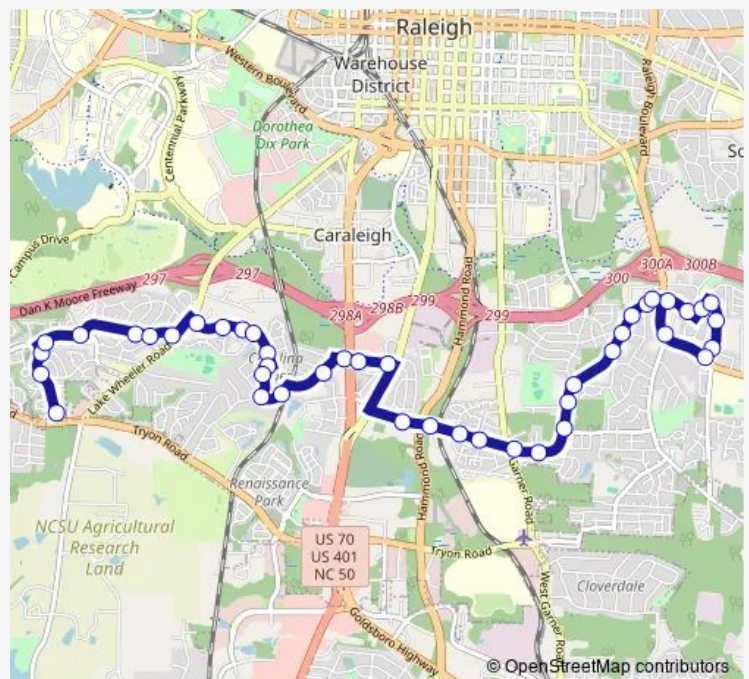 Raleigh
Western Boulevard
Warehouse
District
Raleigh Boulevard
Centennial Parkway
Dorothea
Dix Park
Campus Drive
Caraleigh
Hammond Road
297
297
300
300A
300B
Dan K Moore Freeway
298A
298B
299
299
Lake Wheeler Road
Tryon Road
Hammond Road
Garner Road
Renaissance
Park
NCSU Agricultural
Research
Land
US 70
US 401
NC 50
Tryon Road
West Garner Road
Cloverdale
Goldsboro Highway
© OpenStreetMap contributors